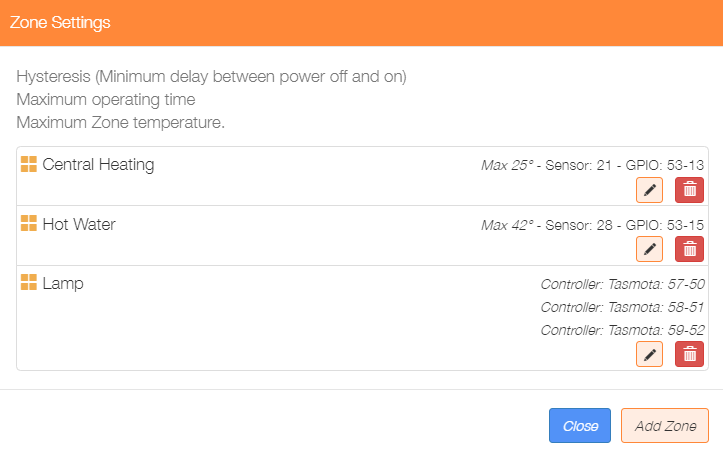 Zone Settings
Hysteresis (Minimum delay between power off and on)
Maximum operating time
Maximum Zone temperature.
Central Heating
Max 25° - Sensor: 21 - GPIO: 53-13
Hot Water
Max 42° - Sensor: 28 - GPIO: 53-15
Lamp
Controller: Tasmota: 57-50
Controller: Tasmota: 58-51
Controller: Tasmota: 59-52
Close
Add Zone